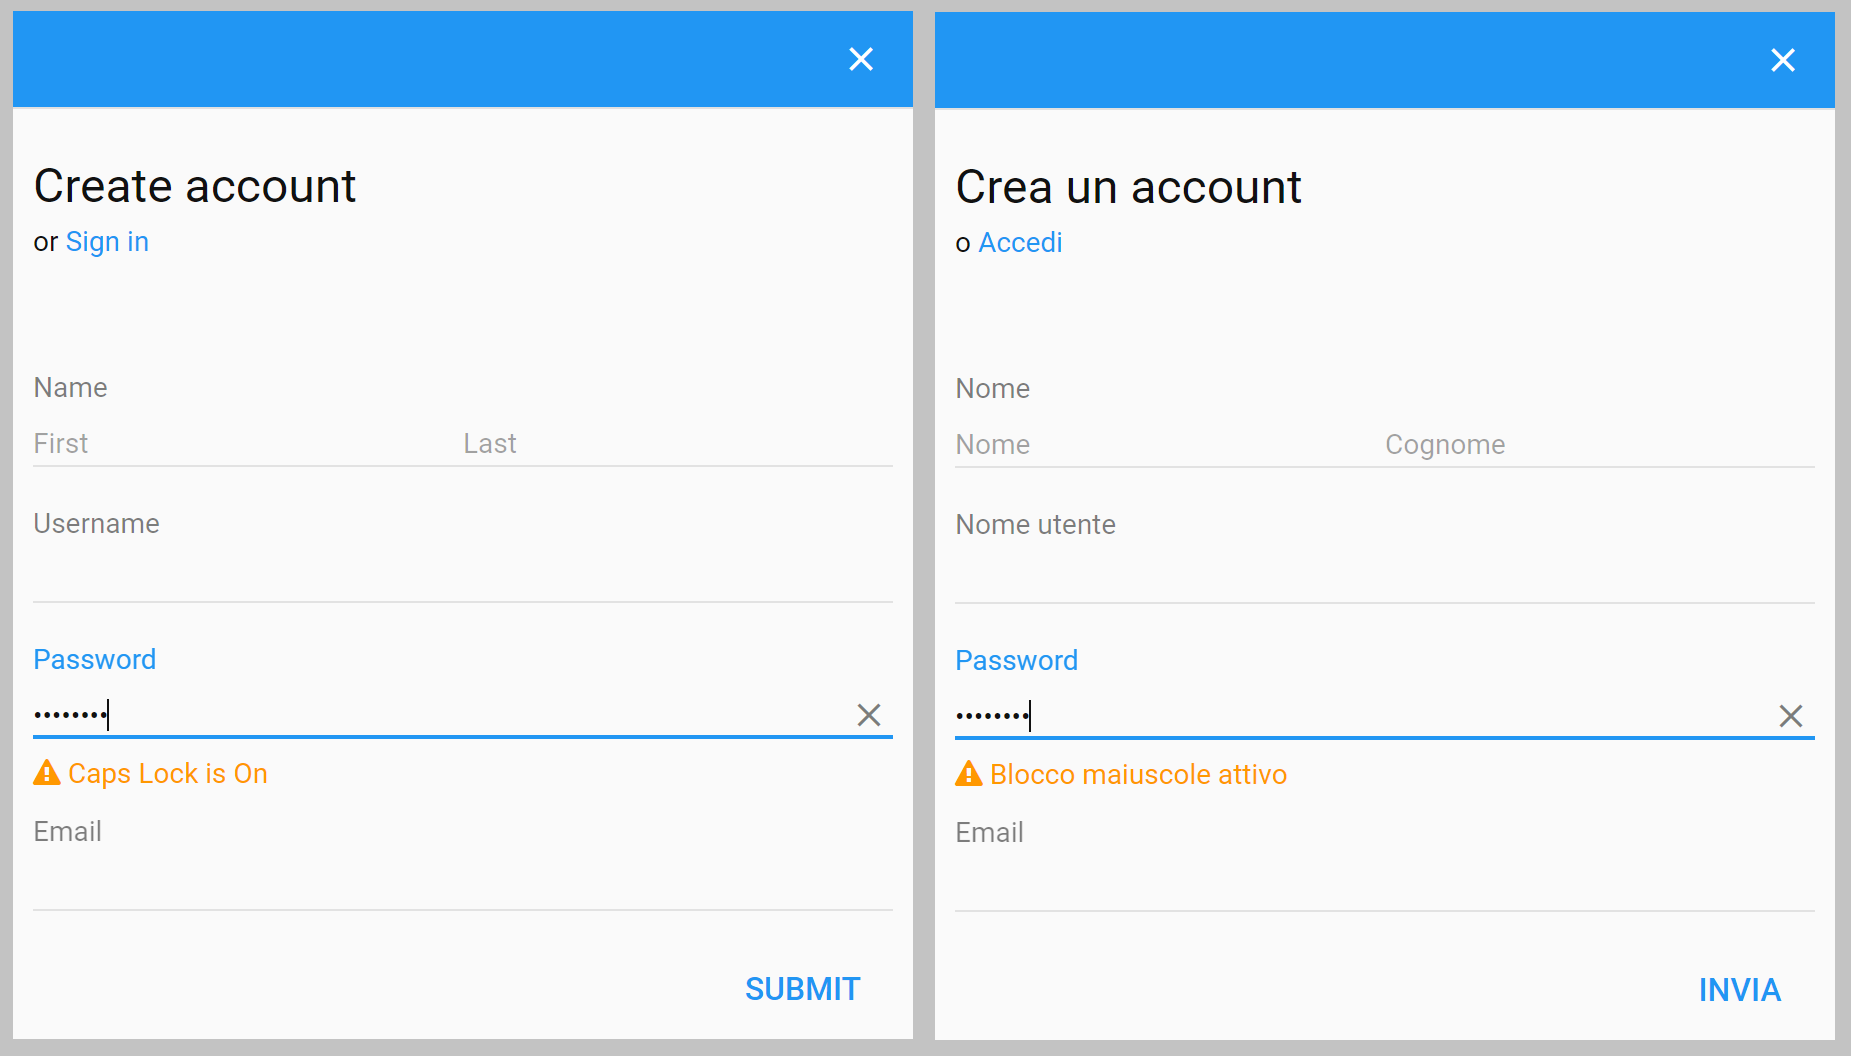 Create account
or Sign in
Name
First Last
Username
Password
••••••••
Caps Lock is On
Email
SUBMIT
Crea un account
o Accedi
Nome
Nome Cognome
Nome utente
Password
••••••••
Blocco maiuscole attivo
Email
INVIA